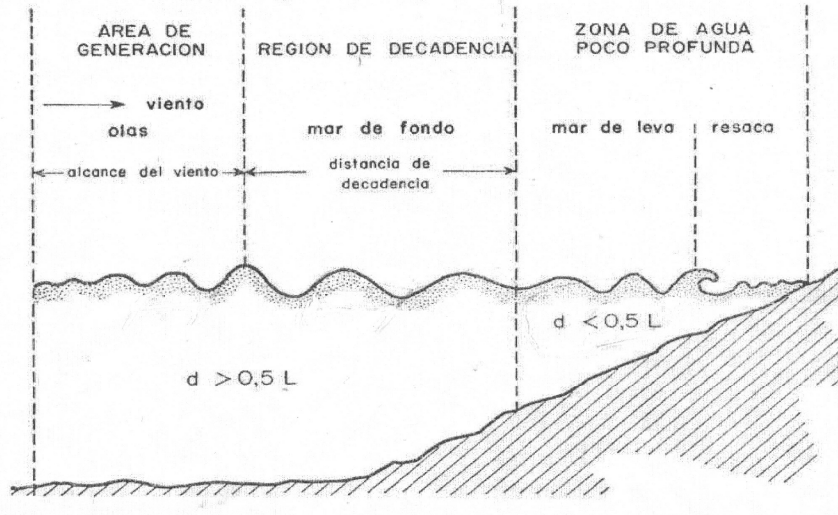 AREA DE
GENERACION
REGION DE DECADENCIA
ZONA DE AGUA
POCO PROFUNDA
viento
olas
mar de fondo
mar de leva
resaca
alcance del viento
distancia de
decadencia
d < 0,5 L
d > 0,5 L